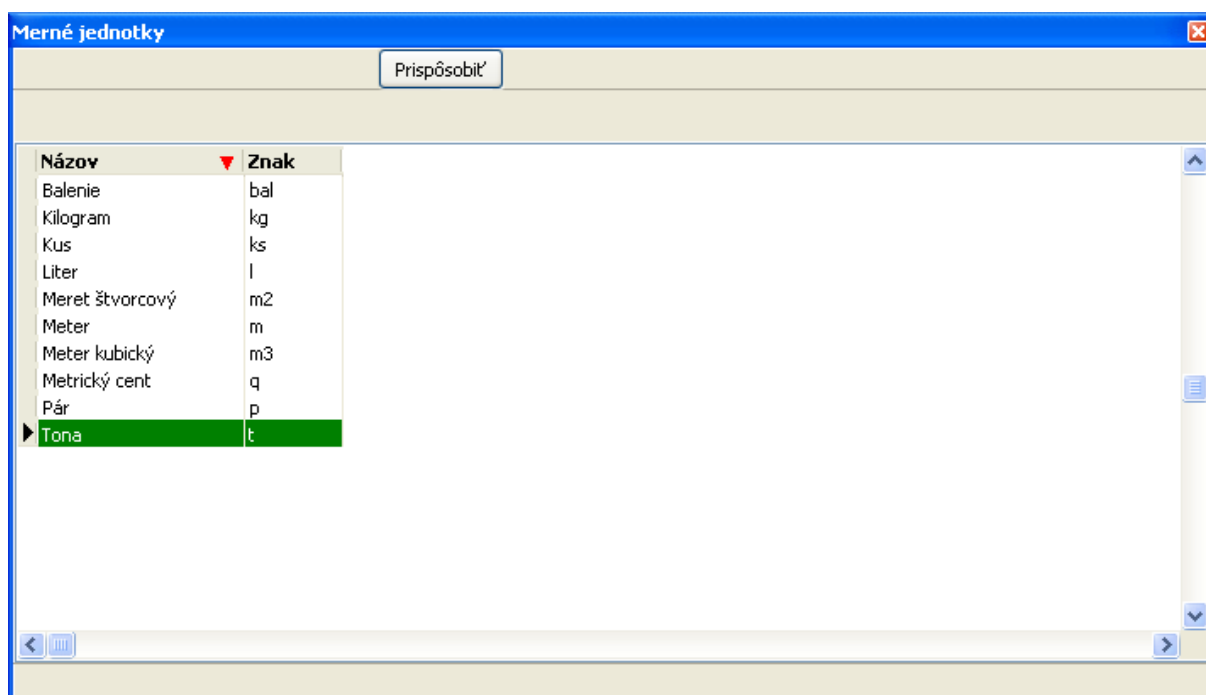 Merné jednotky
Prispôsobiť
Názov Znak
Balenie bal
Kilogram kg
Kus ks
Liter l
Meret štvorcový m2
Meter m
Meter kubický m3
Metrický cent q
Pár p
Tona t